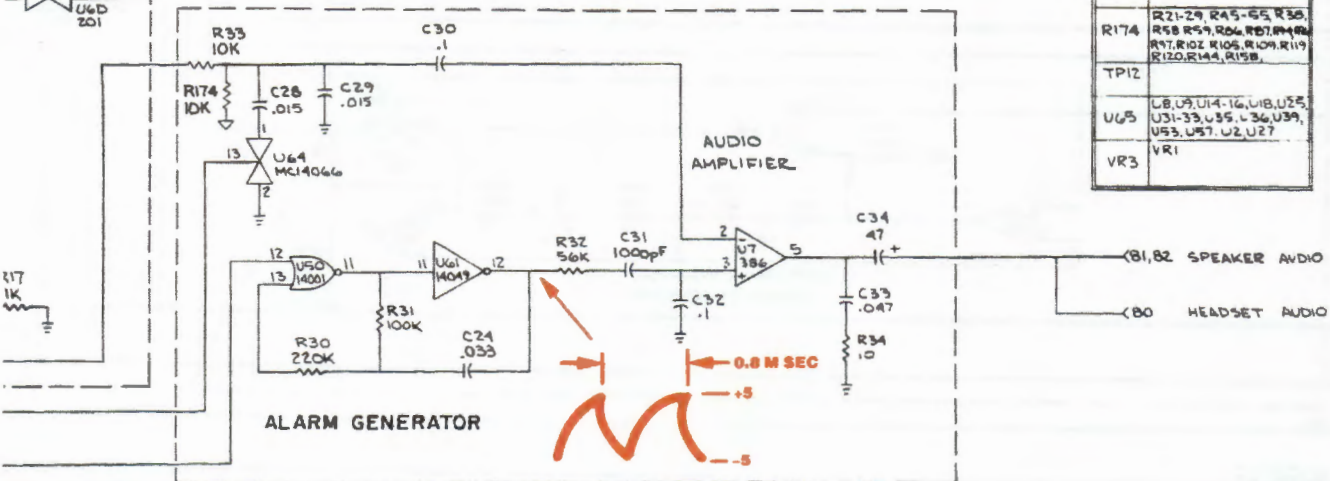 U6D
201
R33
10K
R174
10K
C28
.015
C29
.015
C30
.1
1
13
U64
MC14066
2
AUDIO
AMPLIFIER
12
13
U50
14001
11
11
U61
14049
12
R32
56K
C31
1000pF
2
3
U7
386
5
C34
47
+
C32
.1
C33
.047
R34
10
R31
100K
R30
220K
C24
.033
R17
1K
ALARM GENERATOR
0.8 M SEC
+5
-5
81,82 SPEAKER AUDIO
80 HEADSET AUDIO
R174
R21-29, R45-55, R38,
R58 R59, R86, R87,
R97, R102 R105, R109, R119
R120, R144, R158,
TP12
U65
U8, U9, U14-16, U18, U25,
U31-33, U35, U36, U39,
U53, U57, U2, U27
VR3
VR1